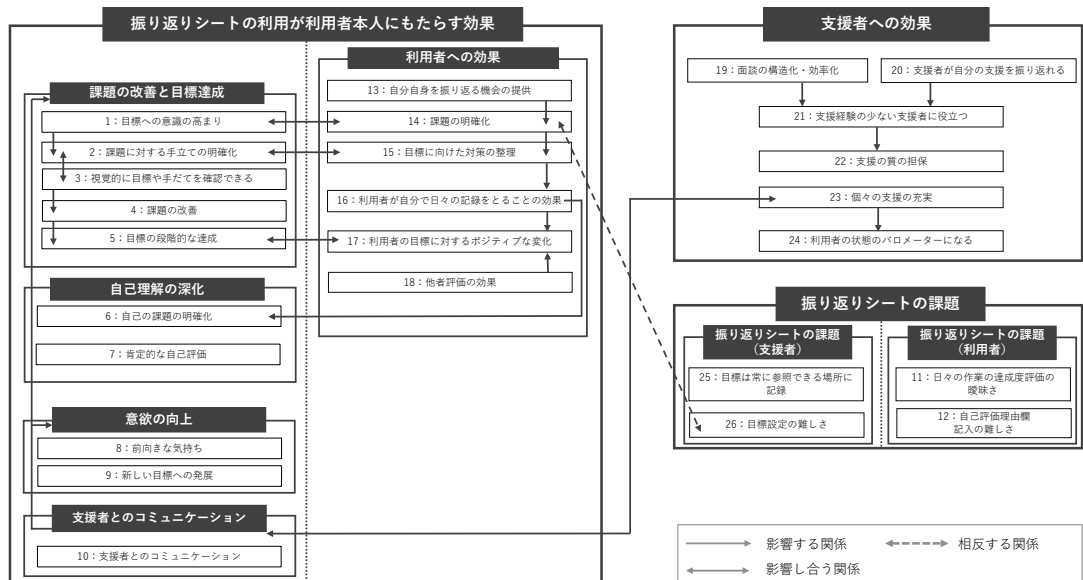 振り返りシートの利用が利用者本人にもたらす効果
課題の改善と目標達成
1：目標への意識の高まり
2：課題に対する手立ての明確化
3：視覚的に目標や手だてを確認できる
4：課題の改善
5：目標の段階的な達成
自己理解の深化
6：自己の課題の明確化
7：肯定的な自己評価
意欲の向上
8：前向きな気持ち
9：新しい目標への発展
支援者とのコミュニケーション
10：支援者とのコミュニケーション
利用者への効果
13：自分自身を振り返る機会の提供
14：課題の明確化
15：目標に向けた対策の整理
16：利用者が自分で日々の記録をとることの効果
17：利用者の目標に対するポジティブな変化
18：他者評価の効果
支援者への効果
19：面談の構造化・効率化
20：支援者が自分の支援を振り返れる
21：支援経験の少ない支援者に役立つ
22：支援の質の担保
23：個々の支援の充実
24：利用者の状態のバロメーターになる
振り返りシートの課題
振り返りシートの課題
（支援者）
25：目標は常に参照できる場所に
記録
26：目標設定の難しさ
振り返りシートの課題
（利用者）
11：日々の作業の達成度評価の
曖昧さ
12：自己評価理由欄
記入の難しさ
影響する関係
相反する関係
影響し合う関係